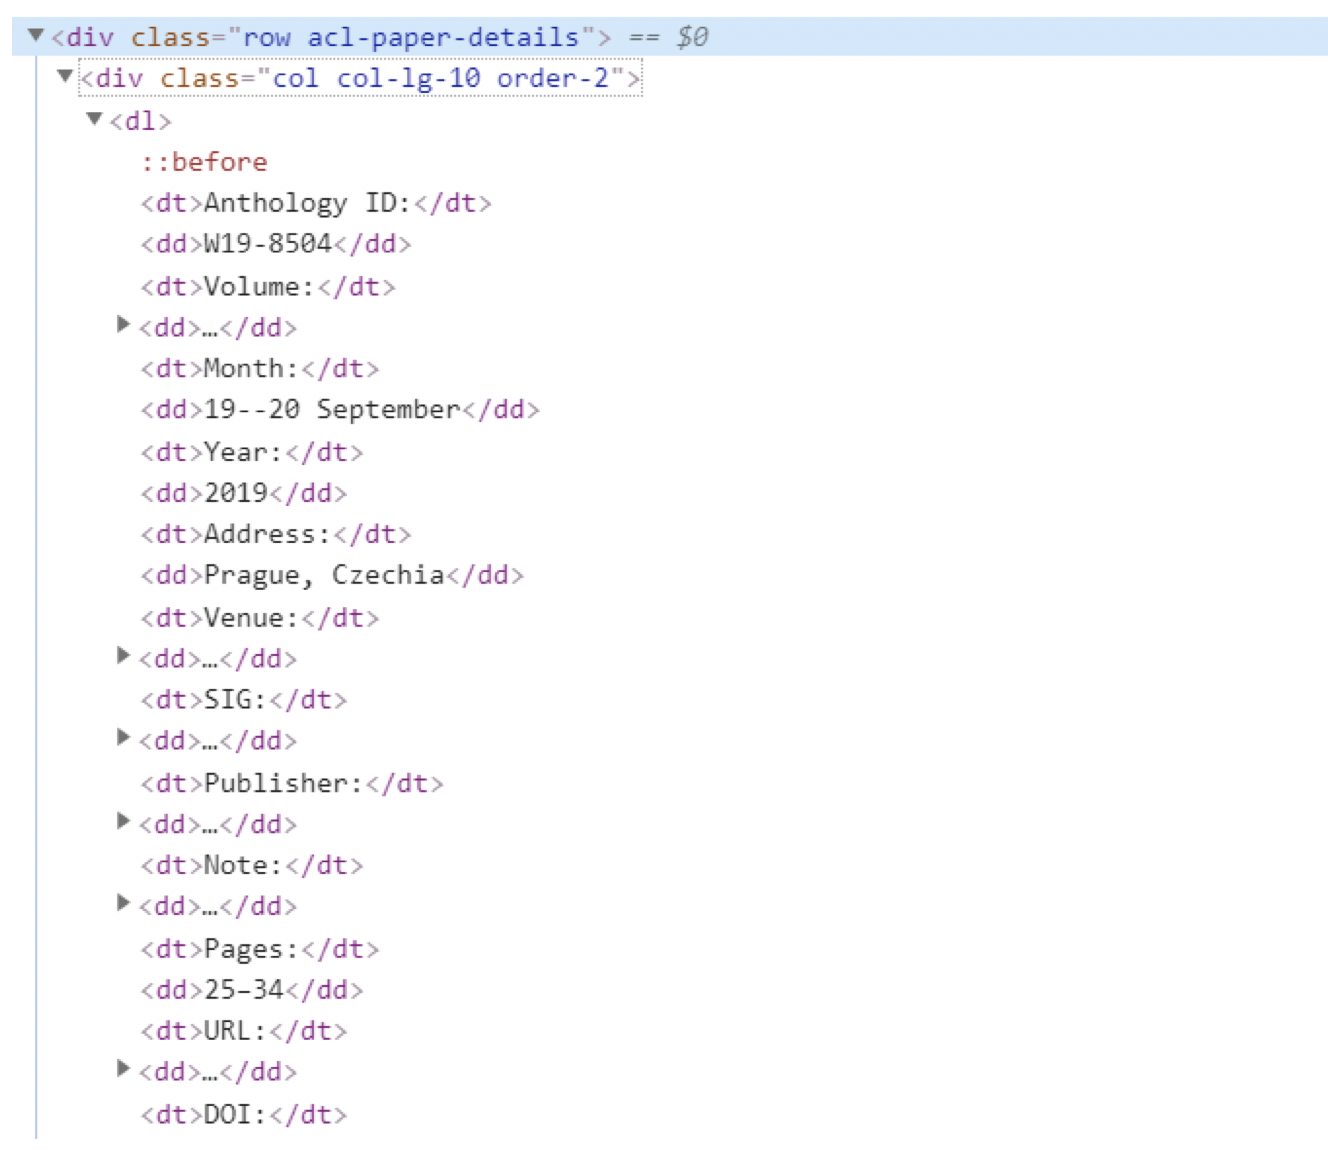 ▼<div class="row acl-paper-details"> == $0
▼<div class="col col-lg-10 order-2">
▼<dl>
::before
<dt>Anthology ID:</dt>
<dd>W19-8504</dd>
<dt>Volume:</dt>
▶<dd>…</dd>
<dt>Month:</dt>
<dd>19--20 September</dd>
<dt>Year:</dt>
<dd>2019</dd>
<dt>Address:</dt>
<dd>Prague, Czechia</dd>
<dt>Venue:</dt>
▶<dd>…</dd>
<dt>SIG:</dt>
▶<dd>…</dd>
<dt>Publisher:</dt>
▶<dd>…</dd>
<dt>Note:</dt>
▶<dd>…</dd>
<dt>Pages:</dt>
<dd>25–34</dd>
<dt>URL:</dt>
▶<dd>…</dd>
<dt>DOI:</dt>